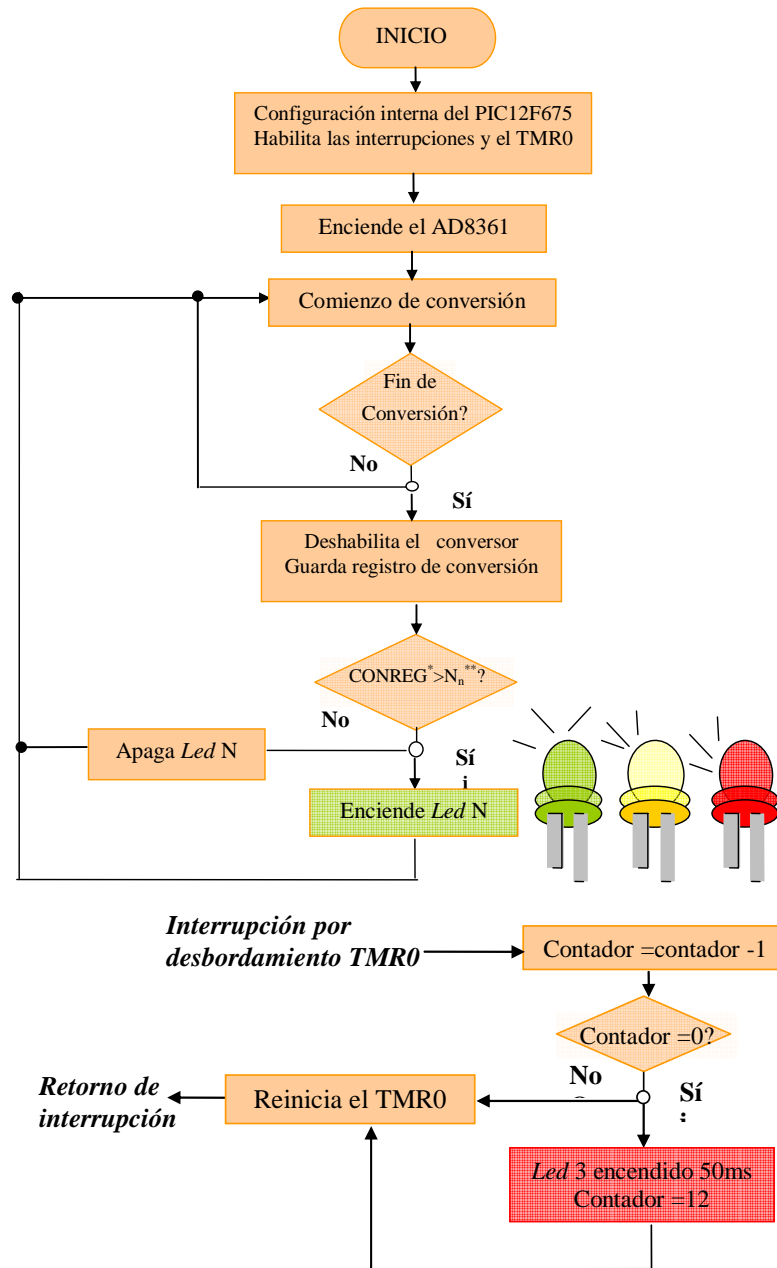 INICIO
Configuración interna del PIC12F675
Habilita las interrupciones y el TMR0
Enciende el AD8361
Comienzo de conversión
Fin de
Conversión?
No
Sí
Deshabilita el conversor
Guarda registro de conversión
CONREG*>Nn**?
No
Apaga Led N
Sí
Enciende Led N
Interrupción por
desbordamiento TMR0
Contador =contador -1
Contador =0?
No
Sí
Retorno de
interrupción
Reinicia el TMR0
Led 3 encendido 50ms
Contador =12